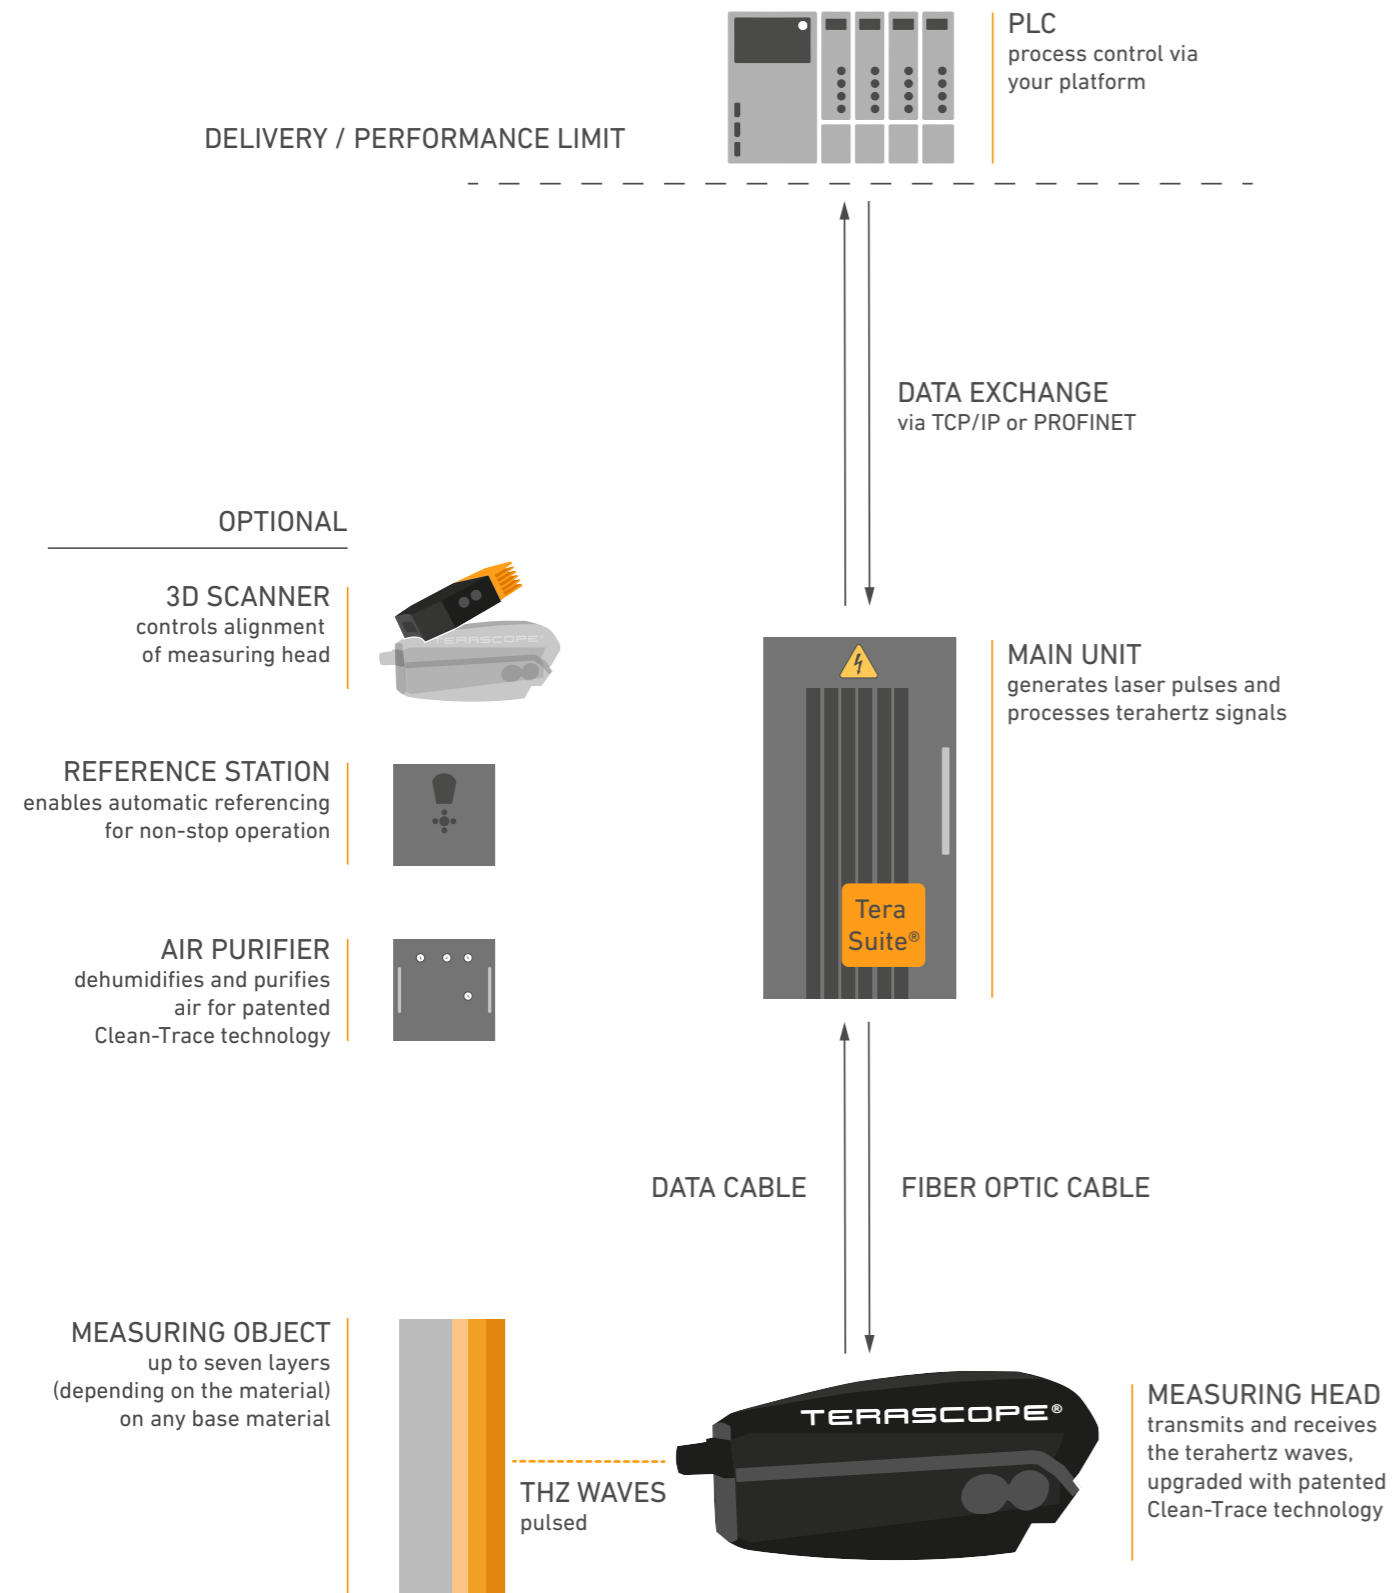 PLC
process control via
your platform
DELIVERY / PERFORMANCE LIMIT
DATA EXCHANGE
via TCP/IP or PROFINET
OPTIONAL
3D SCANNER
controls alignment
of measuring head
TERASCOPE®
REFERENCE STATION
enables automatic referencing
for non-stop operation
AIR PURIFIER
dehumidifies and purifies
air for patented
Clean-Trace technology
MAIN UNIT
generates laser pulses and
processes terahertz signals
Tera
Suite®
DATA CABLE
FIBER OPTIC CABLE
MEASURING OBJECT
up to seven layers
(depending on the material)
on any base material
THZ WAVES
pulsed
TERASCOPE®
MEASURING HEAD
transmits and receives
the terahertz waves,
upgraded with patented
Clean-Trace technology